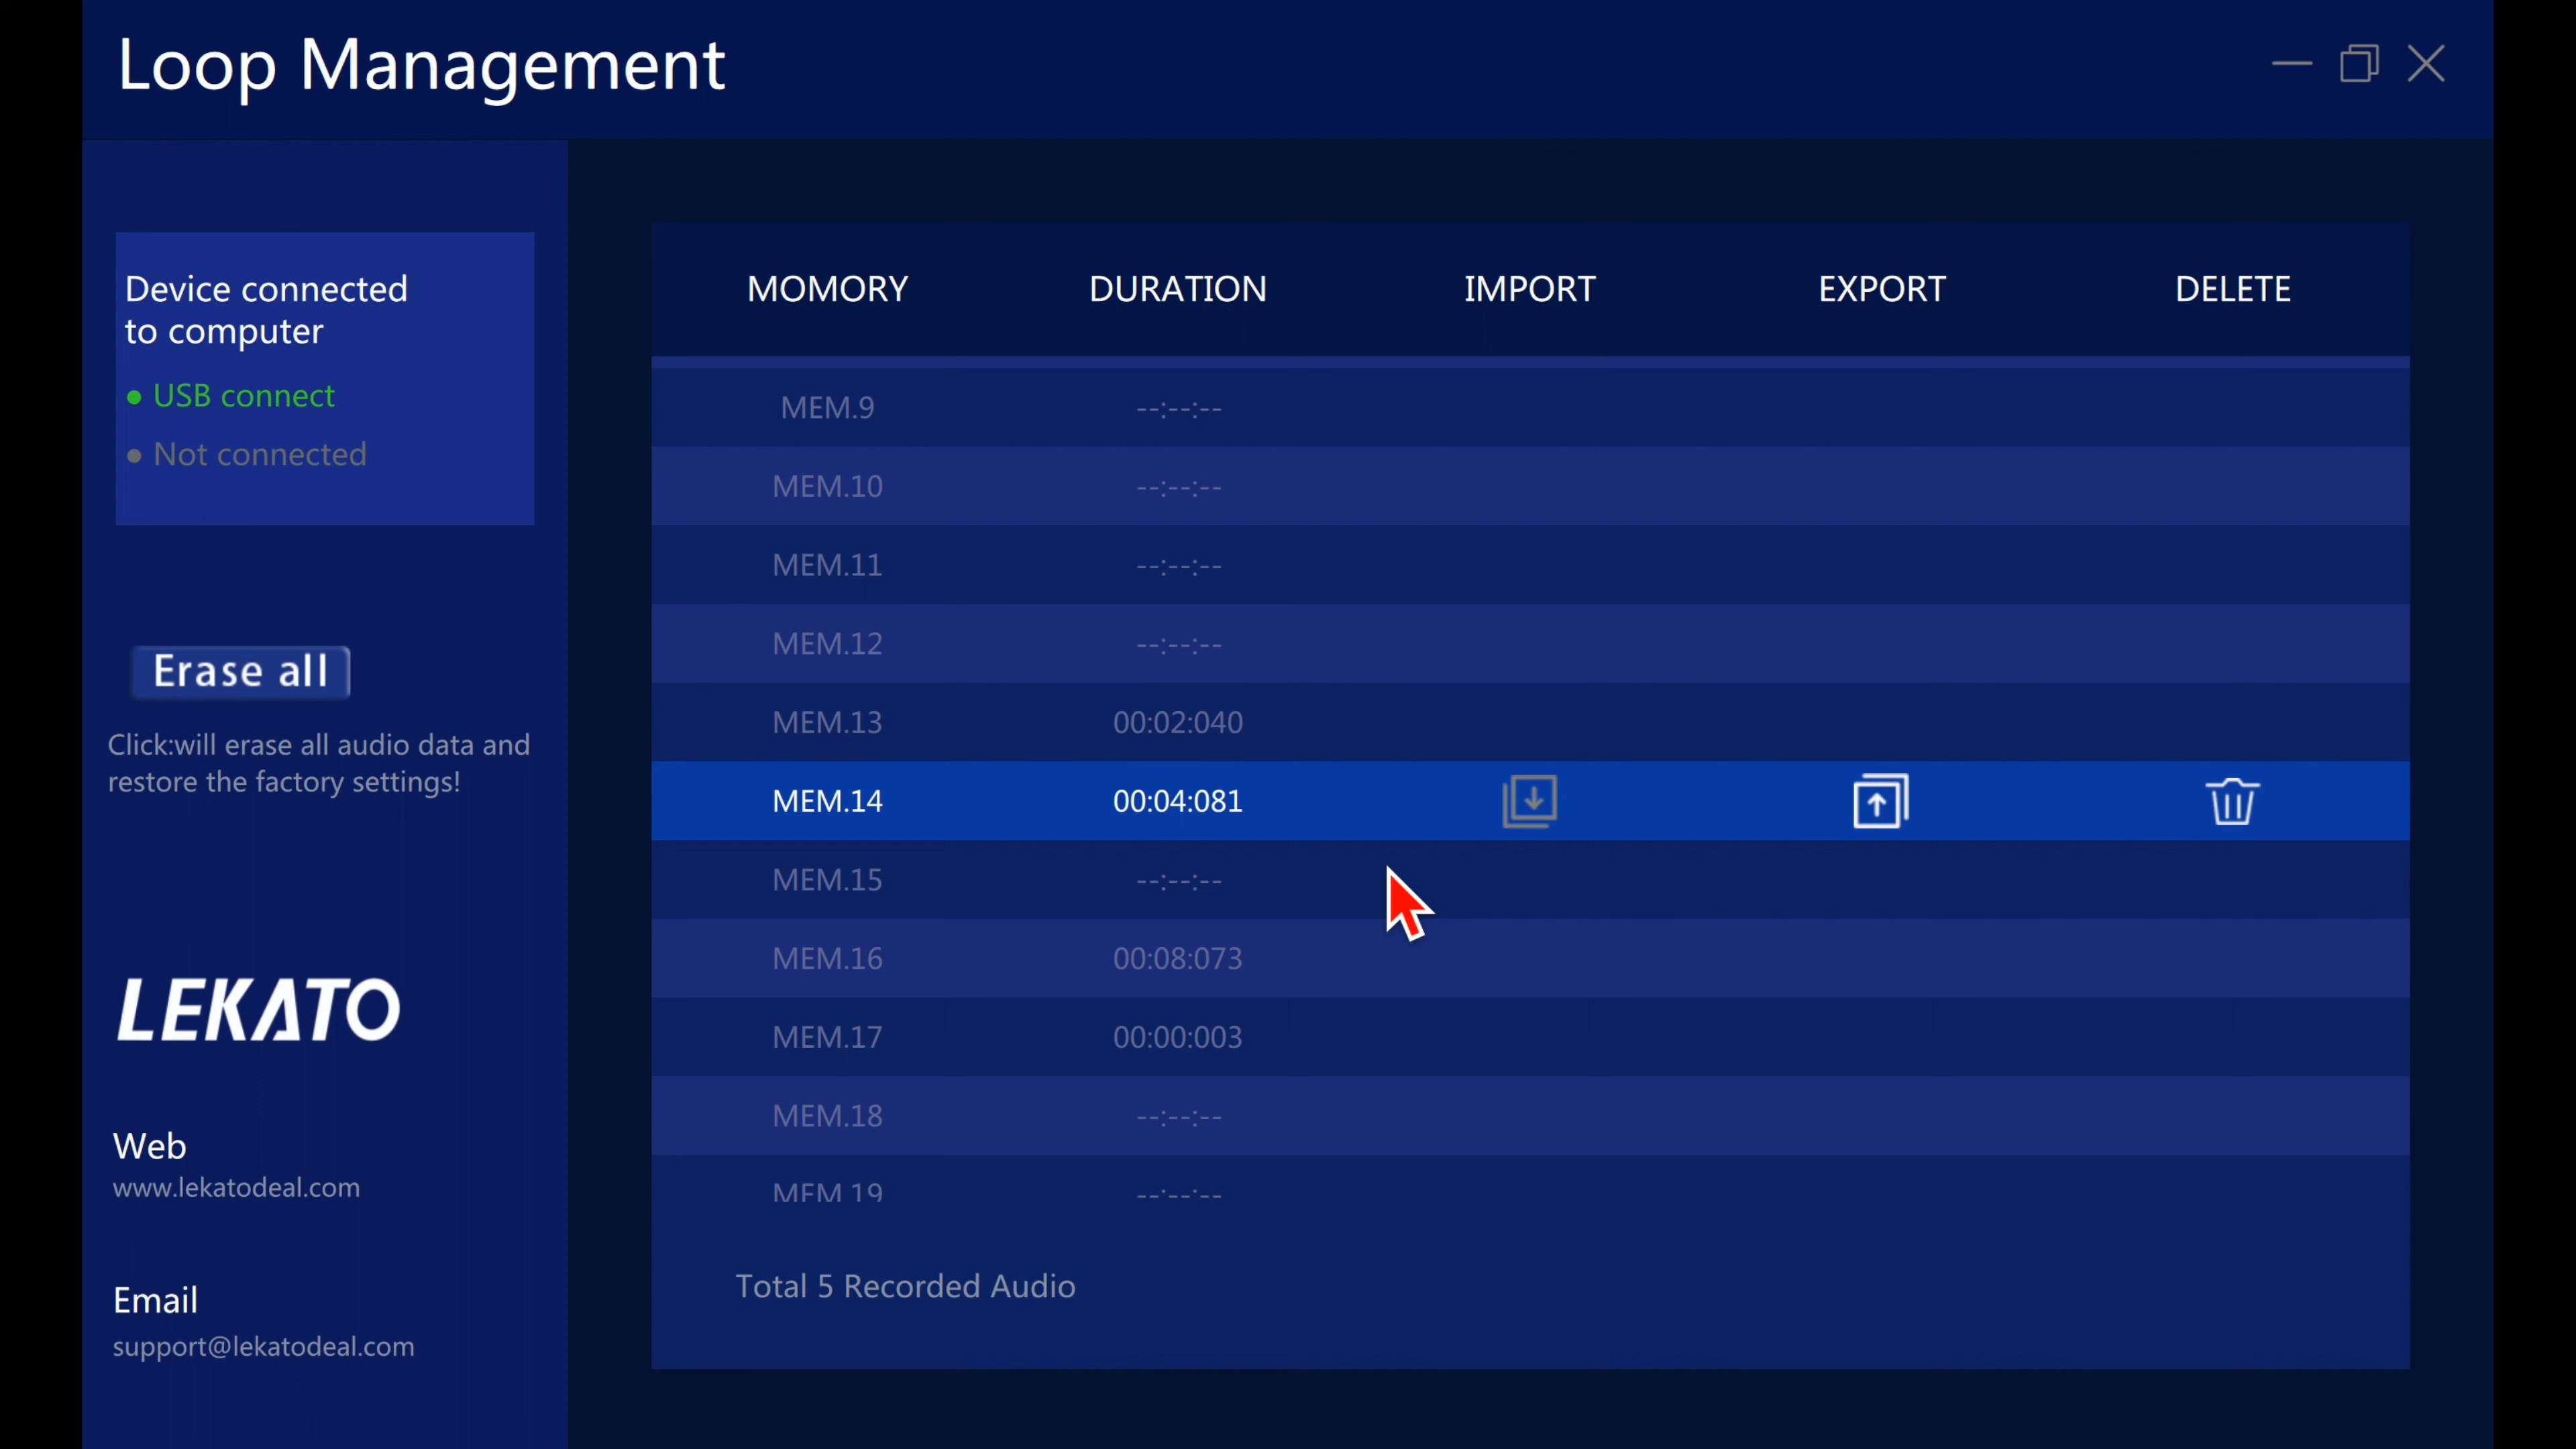 Loop Management
Device connected
to computer
● USB connect
● Not connected
Erase all
Click:will erase all audio data and
restore the factory settings!
LEKATO
Web
www.lekatodeal.com
Email
support@lekatodeal.com
MOMORY DURATION IMPORT EXPORT DELETE
MEM.9 --:--:--
MEM.10 --:--:--
MEM.11 --:--:--
MEM.12 --:--:--
MEM.13 00:02:040
MEM.14 00:04:081
MEM.15 --:--:--
MEM.16 00:08:073
MEM.17 00:00:003
MEM.18 --:--:--
MEM.19 --:--:--
Total 5 Recorded Audio